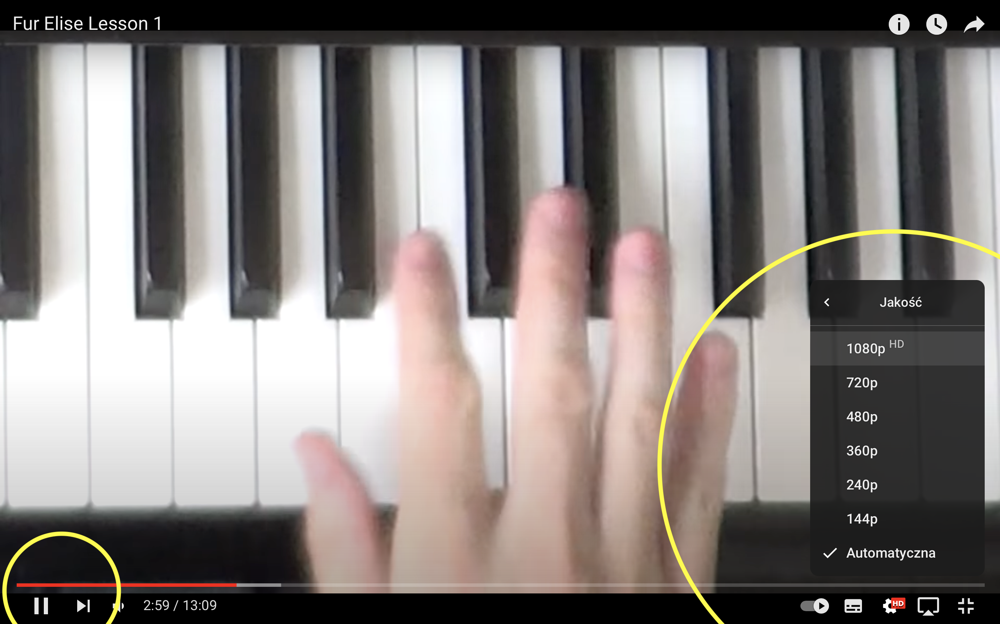 Fur Elise Lesson 1
Jakość
1080p HD
720p
480p
360p
240p
144p
Automatyczna
2:59 / 13:09
HD